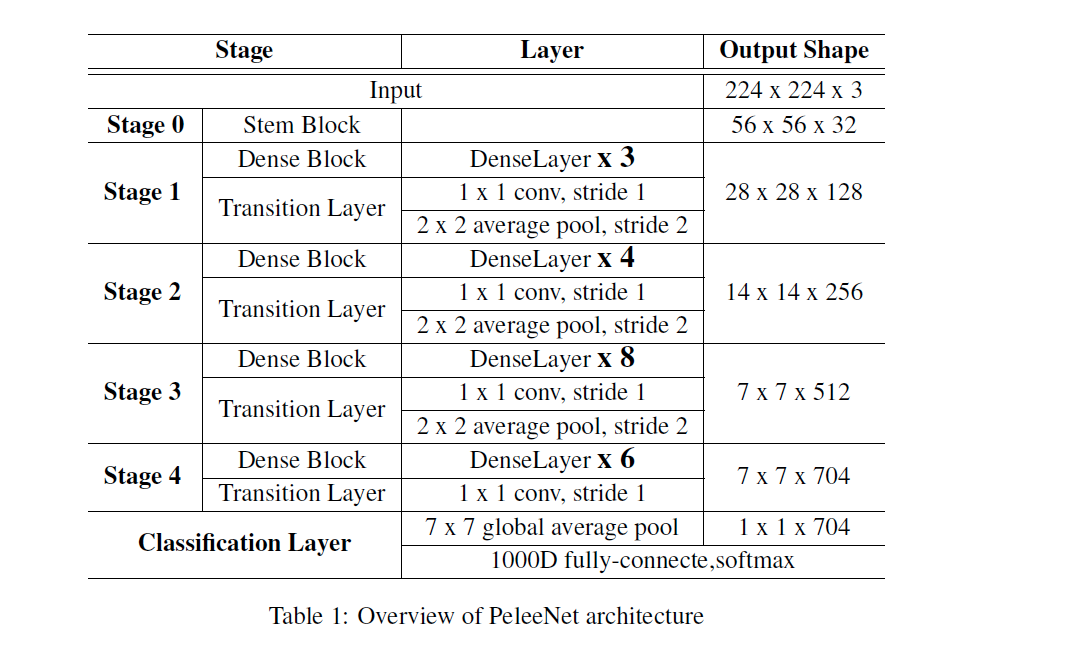 Stage Layer Output Shape
Input 224 x 224 x 3
Stage 0 Stem Block 56 x 56 x 32
Stage 1 Dense Block DenseLayer x 3 28 x 28 x 128
Transition Layer 1 x 1 conv, stride 1
2 x 2 average pool, stride 2
Stage 2 Dense Block DenseLayer x 4 14 x 14 x 256
Transition Layer 1 x 1 conv, stride 1
2 x 2 average pool, stride 2
Stage 3 Dense Block DenseLayer x 8 7 x 7 x 512
Transition Layer 1 x 1 conv, stride 1
2 x 2 average pool, stride 2
Stage 4 Dense Block DenseLayer x 6 7 x 7 x 704
Transition Layer 1 x 1 conv, stride 1
Classification Layer 7 x 7 global average pool 1 x 1 x 704
1000D fully-connecte,softmax
Table 1: Overview of PeleeNet architecture